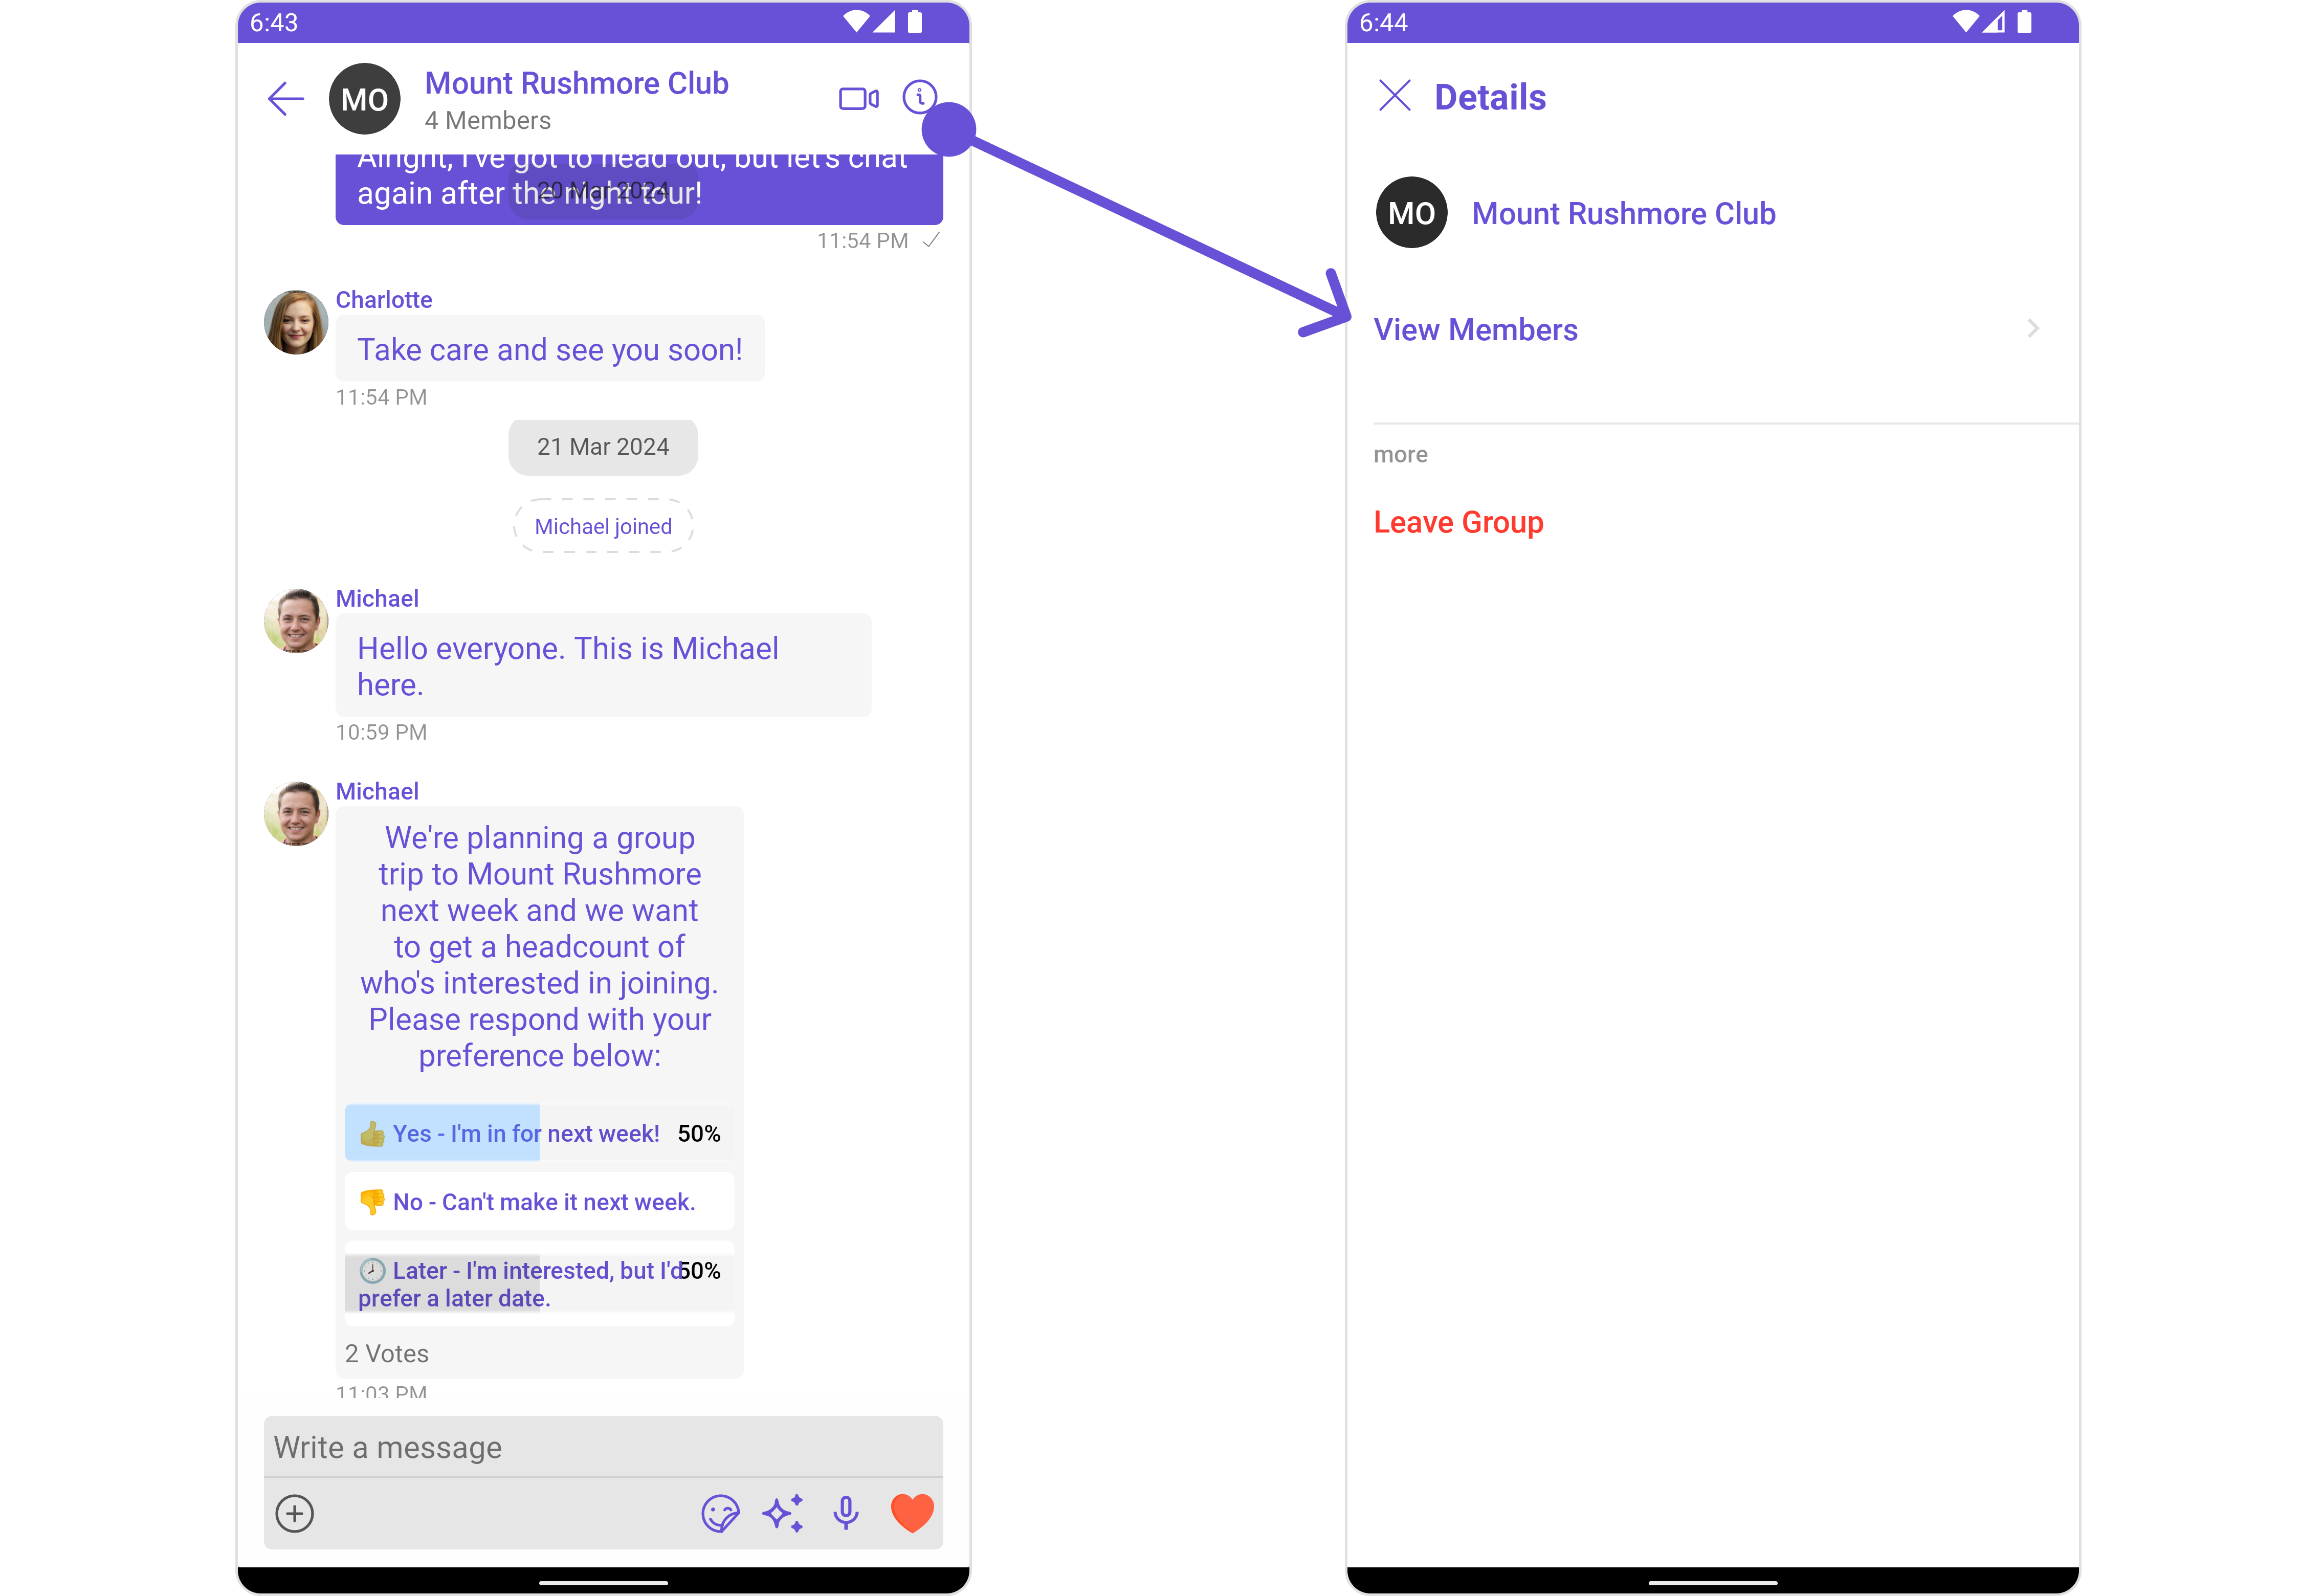 6:43
MO
Mount Rushmore Club
4 Members
Alright, I've got to head out, but let's chat
again after the night tour!
20 Mar 2024
11:54 PM
Charlotte
Take care and see you soon!
11:54 PM
21 Mar 2024
Michael joined
Michael
Hello everyone. This is Michael
here.
10:59 PM
Michael
We're planning a group
trip to Mount Rushmore
next week and we want
to get a headcount of
who's interested in joining.
Please respond with your
preference below:
👍 Yes - I'm in for next week! 50%
👎 No - Can't make it next week.
🕗 Later - I'm interested, but I'd 50%
prefer a later date.
2 Votes
11:03 PM
Write a message
6:44
Details
MO
Mount Rushmore Club
View Members
more
Leave Group